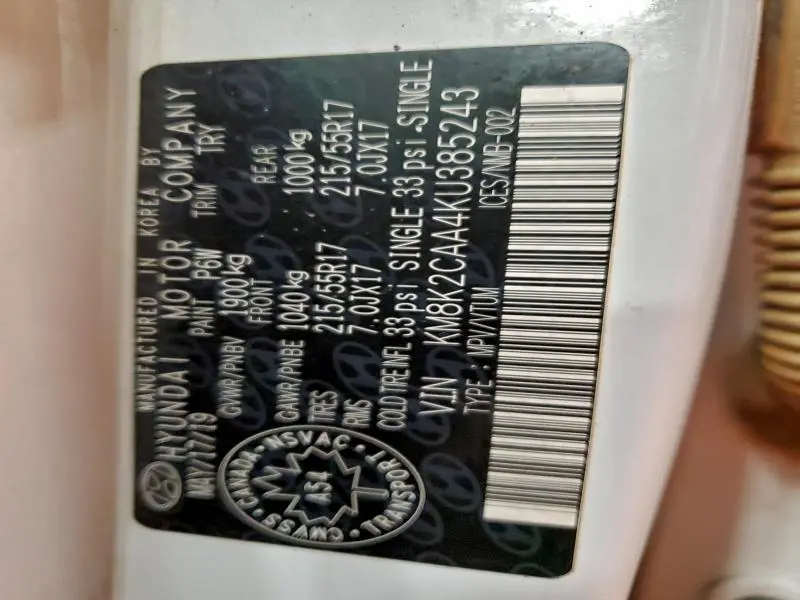 MANUFACTURED IN KOREA BY
HYUNDAI MOTOR COMPANY
MAY/17/19 PAINT P6W TRIM TRY
GVWR/PNBV 1900kg
FRONT REAR
GAWR/PNBE 1040kg 1000kg
TIRES 215/55R17 215/55R17
RIMS 7.0JX17 7.0JX17
COLD TIRE INFL. 33 psi SINGLE 33 psi SINGLE
VIN KM8K2CAA4KU385243
TYPE : MPV/VTUM ICES/NMB-002
CANADA-NSVAC
A54
TRANSPORT
CMVSS